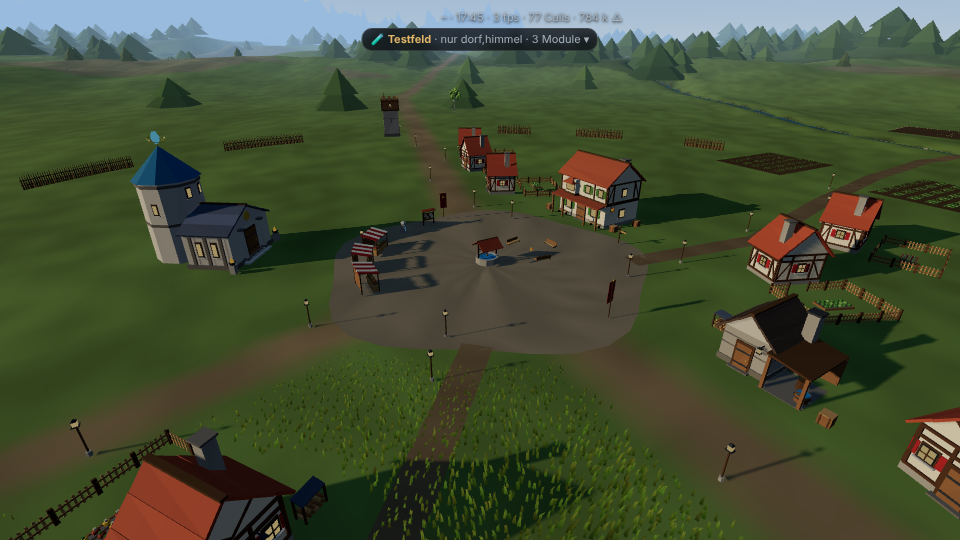 17:45 · 3 fps · 77 Calls · 784 k △
Testfeld · nur dorf,himmel · 3 Module ▾